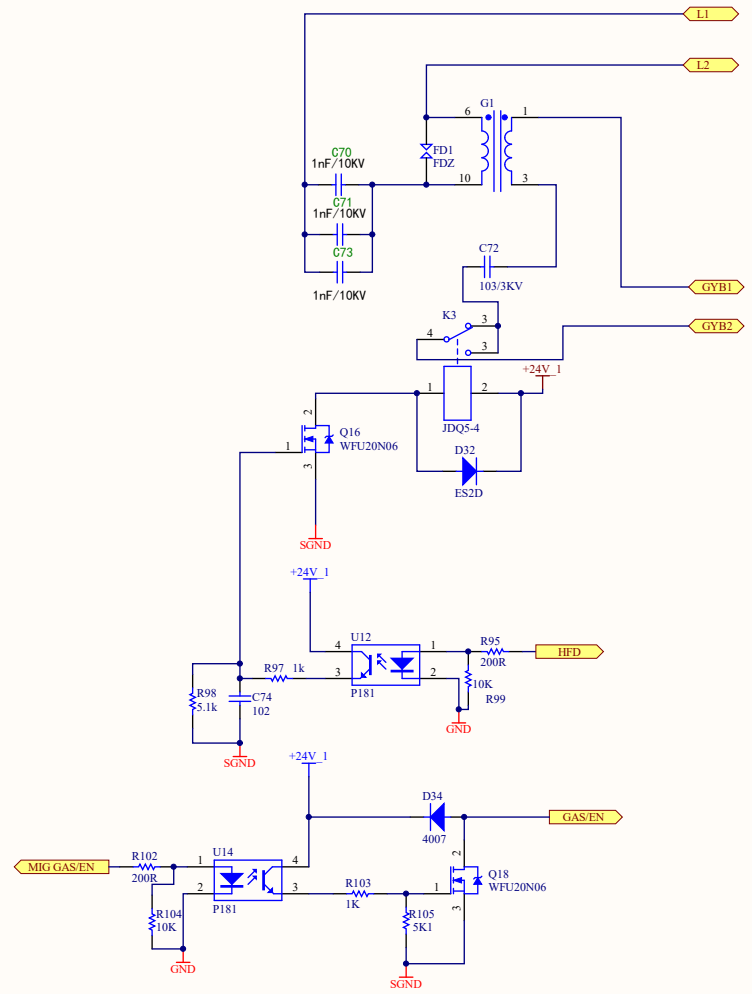 L1
L2
G1
6
1
FD1
FDZ
C70
1nF/10KV
10
3
C71
1nF/10KV
C73
1nF/10KV
C72
103/3KV
GYB1
K3
3
GYB2
4
3
+24V_1
1
2
JDQ5-4
2
Q16
WFU20N06
1
3
D32
ES2D
SGND
+24V_1
U12
4
1
R95
200R
HFD
R97 1k
3
2
10K
R99
P181
R98
5.1k
C74
102
GND
SGND
+24V_1
D34
4007
GAS/EN
U14
R102
200R
MIG GAS/EN
1
4
2
Q18
WFU20N06
2
3
R103
1K
1
P181
R104
10K
R105
5K1
3
GND
SGND